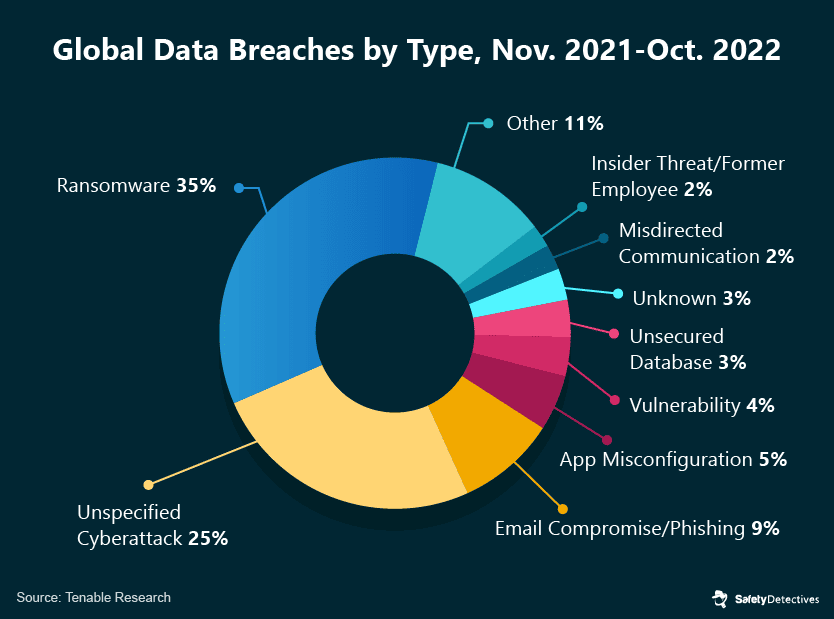 Global Data Breaches by Type, Nov. 2021-Oct. 2022
Other 11%
Ransomware 35%
Insider Threat/Former
Employee 2%
Misdirected
Communication 2%
Unknown 3%
Unsecured
Database 3%
Vulnerability 4%
App Misconfiguration 5%
Unspecified
Cyberattack 25%
Email Compromise/Phishing 9%
Source: Tenable Research
SafetyDetectives